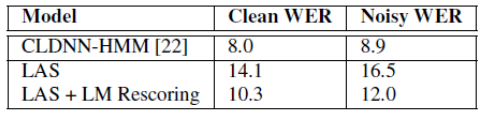 Model Clean WER Noisy WER
CLDNN-HMM [22] 8.0 8.9
LAS 14.1 16.5
LAS + LM Rescoring 10.3 12.0